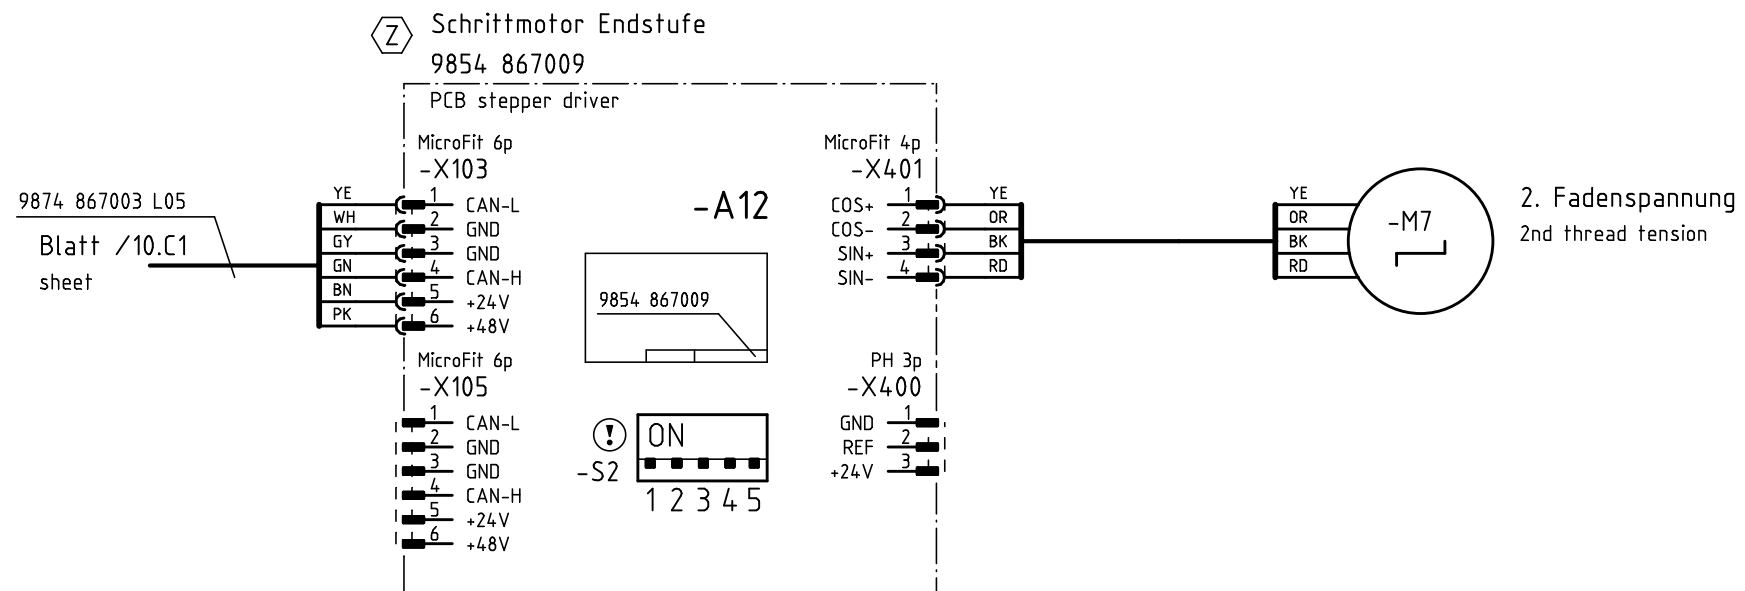 Z
Schrittmotor Endstufe
9854 867009
PCB stepper driver
MicroFit 6p
-X103
9874 867003 L05
Blatt /10.C1
sheet
YE 1 CAN-L
WH 2 GND
GY 3 GND
GN 4 CAN-H
BN 5 +24V
PK 6 +48V
MicroFit 6p
-X105
1 CAN-L
2 GND
3 GND
4 CAN-H
5 +24V
6 +48V
-A12
9854 867009
!
-S2
ON
1 2 3 4 5
MicroFit 4p
-X401
COS+ 1 YE
COS- 2 OR
SIN+ 3 BK
SIN- 4 RD
PH 3p
-X400
GND 1
REF 2
+24V 3
YE
OR
BK
RD
-M7
2. Fadenspannung
2nd thread tension